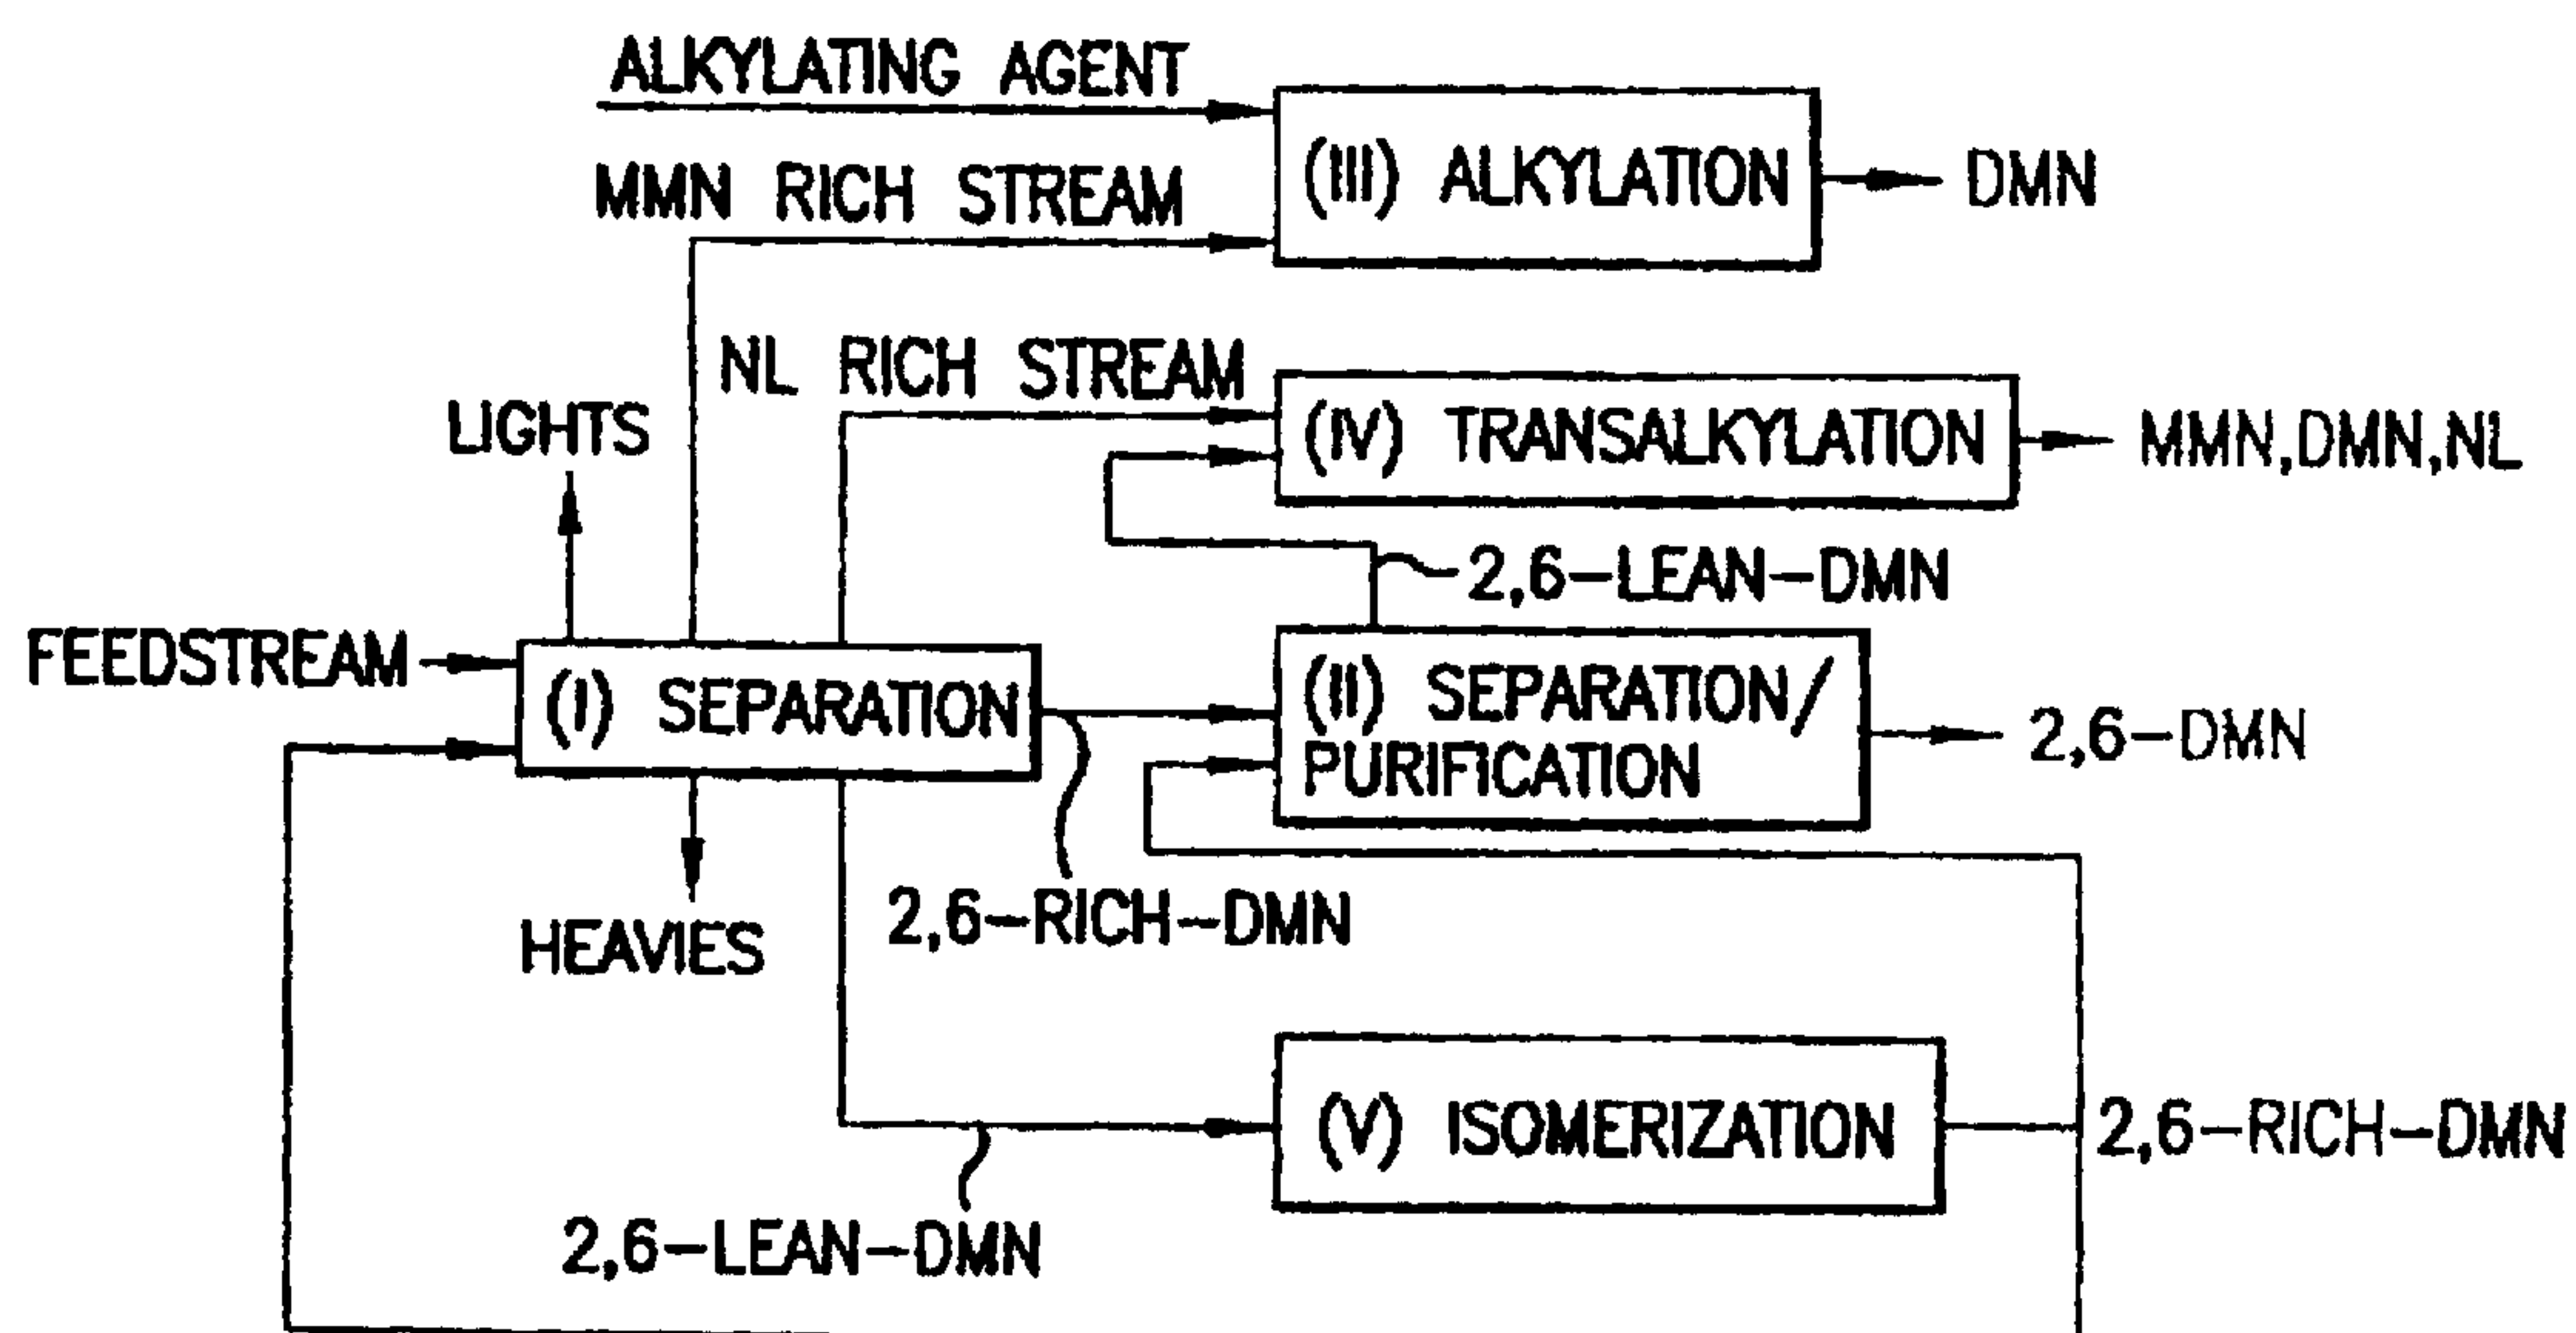 ALKYLATING AGENT
MMN RICH STREAM
(III) ALKYLATION
DMN
NL RICH STREAM
LIGHTS
(IV) TRANSALKYLATION
MMN,DMN,NL
2,6-LEAN-DMN
FEEDSTREAM
(I) SEPARATION
(II) SEPARATION/
PURIFICATION
2,6-DMN
2,6-RICH-DMN
HEAVIES
(V) ISOMERIZATION
2,6-RICH-DMN
2,6-LEAN-DMN